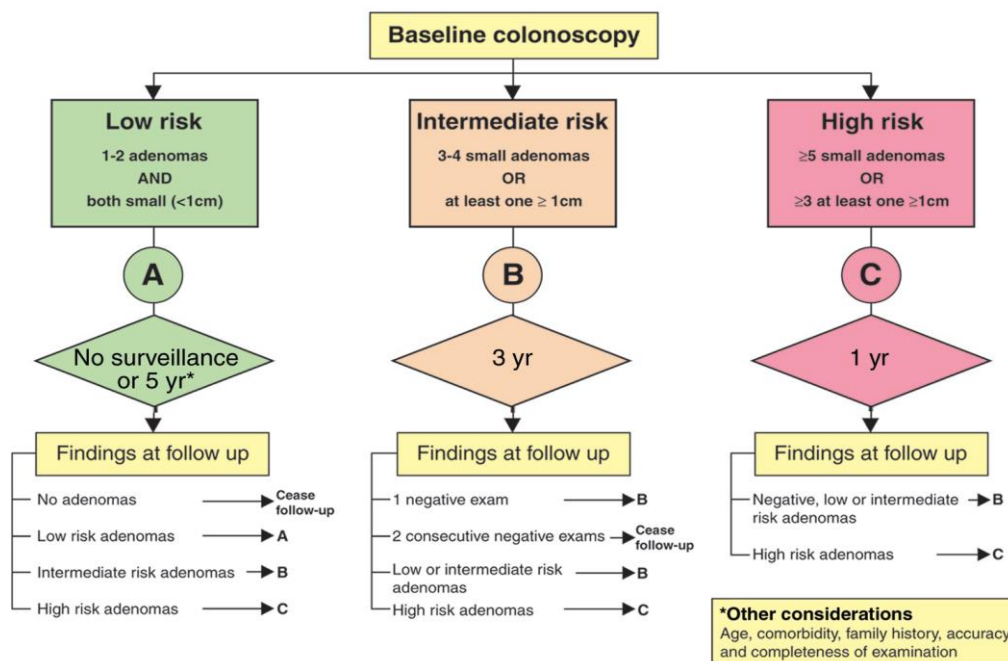 Baseline colonoscopy
Low risk
1-2 adenomas
AND
both small (<1cm)
A
No surveillance
or 5 yr*
Findings at follow up
No adenomas
Cease
follow-up
Low risk adenomas
A
Intermediate risk adenomas
B
High risk adenomas
C
Intermediate risk
3-4 small adenomas
OR
at least one ≥ 1cm
B
3 yr
Findings at follow up
1 negative exam
B
2 consecutive negative exams
Cease
follow-up
Low or intermediate risk
adenomas
B
High risk adenomas
C
High risk
≥5 small adenomas
OR
≥3 at least one ≥1cm
C
1 yr
Findings at follow up
Negative, low or intermediate
risk adenomas
B
High risk adenomas
C
*Other considerations
Age, comorbidity, family history, accuracy
and completeness of examination